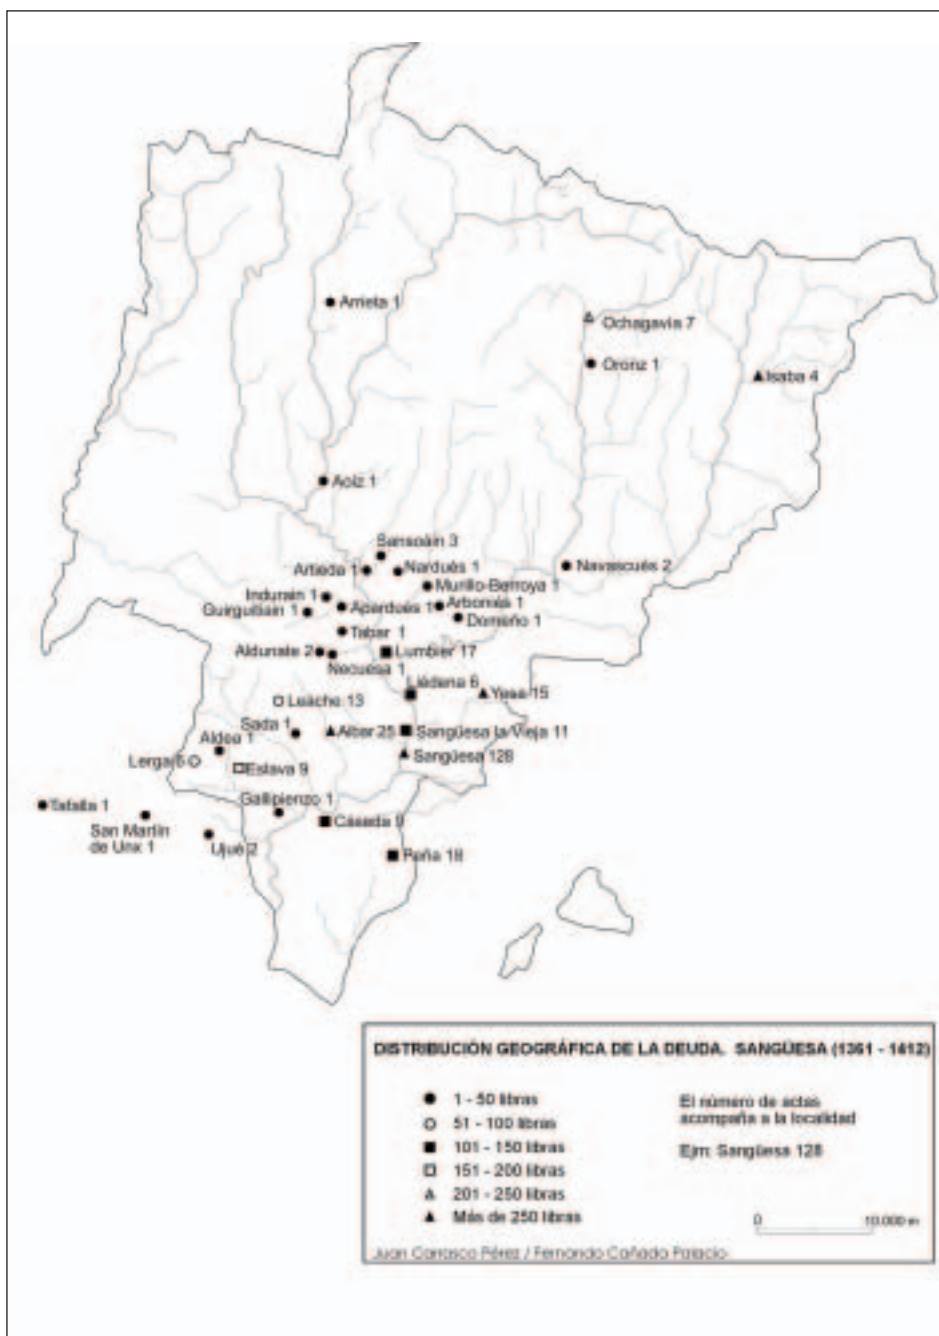 Arrieta 1
Ochagavía 7
Oronz 1
Isaba 4
Aoiz 1
Sansoáin 3
Artieda 1
Nardués 1
Navascués 2
Murillo-Berroya 1
Indurain 1
Apardués 1
Arboniés 1
Guirguitiain 1
Domeño 1
Tabar 1
Aldunate 2
Lumbier 17
Necuesa 1
Liédena 6
Yesa 15
Leache 13
Sada 1
Aibar 25
Sangüesa la Vieja 11
Aldea 1
Sangüesa 128
Lerga 5
Eslava 9
Gallipienzo 1
Tafalla 1
Cáseda 9
San Martín
de Unx 1
Ujué 2
Peña 18
DISTRIBUCIÓN GEOGRÁFICA DE LA DEUDA. SANGÜESA (1361 - 1412)
1 - 50 libras
51 - 100 libras
101 - 150 libras
151 - 200 libras
201 - 250 libras
Más de 250 libras
El número de actas
acompaña a la localidad
Ejm: Sangüesa 128
0 10.000 m
Juan Carrasco Pérez / Fernando Cañada Palacio